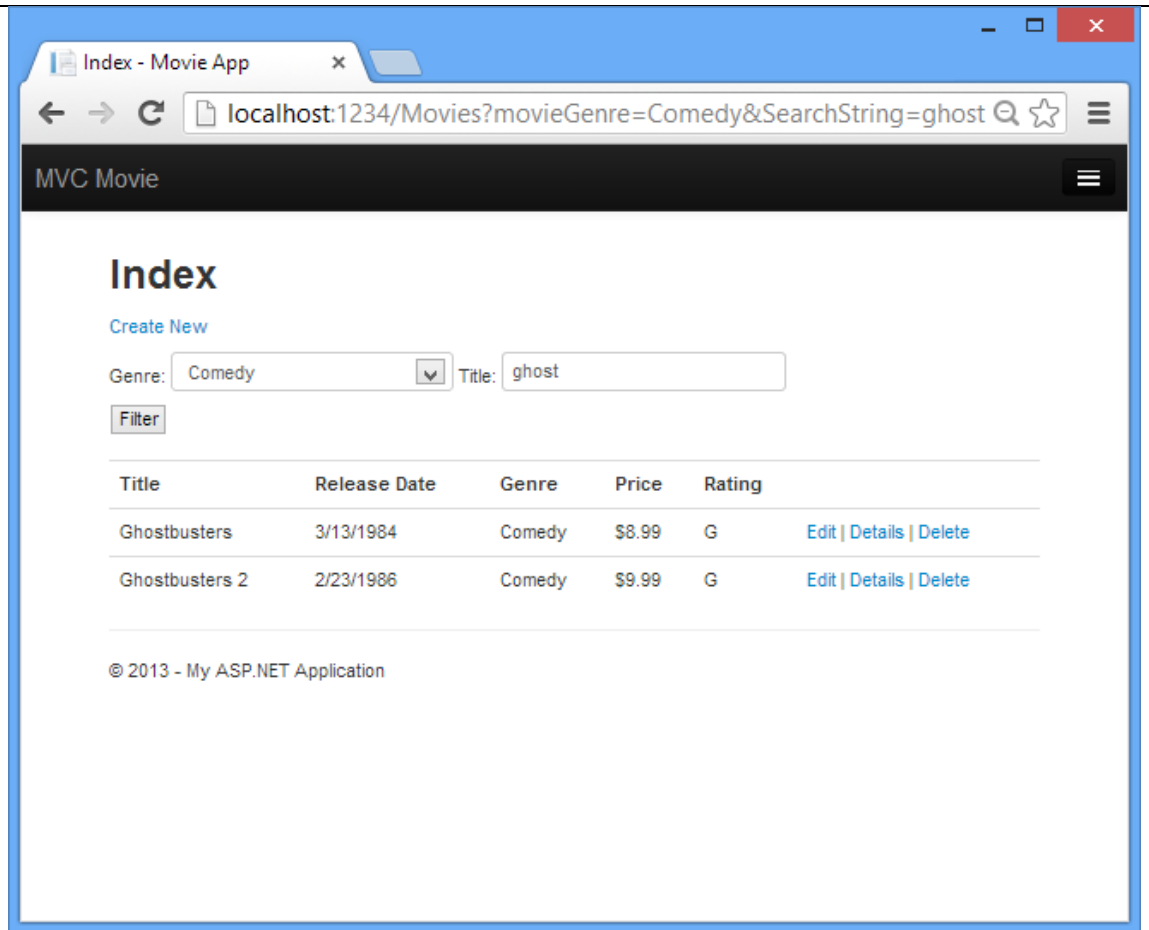 Index - Movie App
localhost:1234/Movies?movieGenre=Comedy&SearchString=ghost
MVC Movie
Index
Create New
Genre: Comedy Title: ghost
Filter
Title Release Date Genre Price Rating
Ghostbusters 3/13/1984 Comedy $8.99 G Edit | Details | Delete
Ghostbusters 2 2/23/1986 Comedy $9.99 G Edit | Details | Delete
© 2013 - My ASP.NET Application